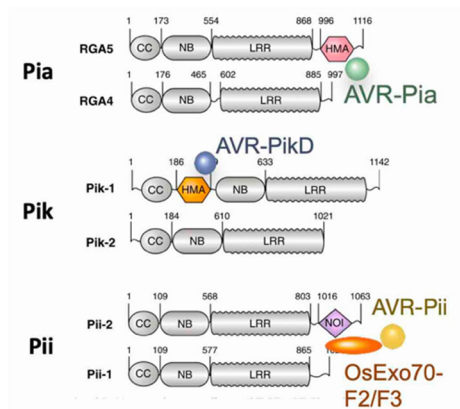 1 173 554 868 996 1116
RGA5 CC NB LRR HMA
Pia
AVR-Pia
1 176 465 602 885 997
RGA4 CC NB LRR
AVR-PikD
1 186 633 1142
Pik-1 CC HMA NB LRR
Pik
1 184 610 1021
Pik-2 CC NB LRR
1 109 568 803 1016 1063
Pii-2 CC NB LRR NOI
AVR-Pii
Pii
1 109 577 865
Pii-1 CC NB LRR
OsExo70-
F2/F3